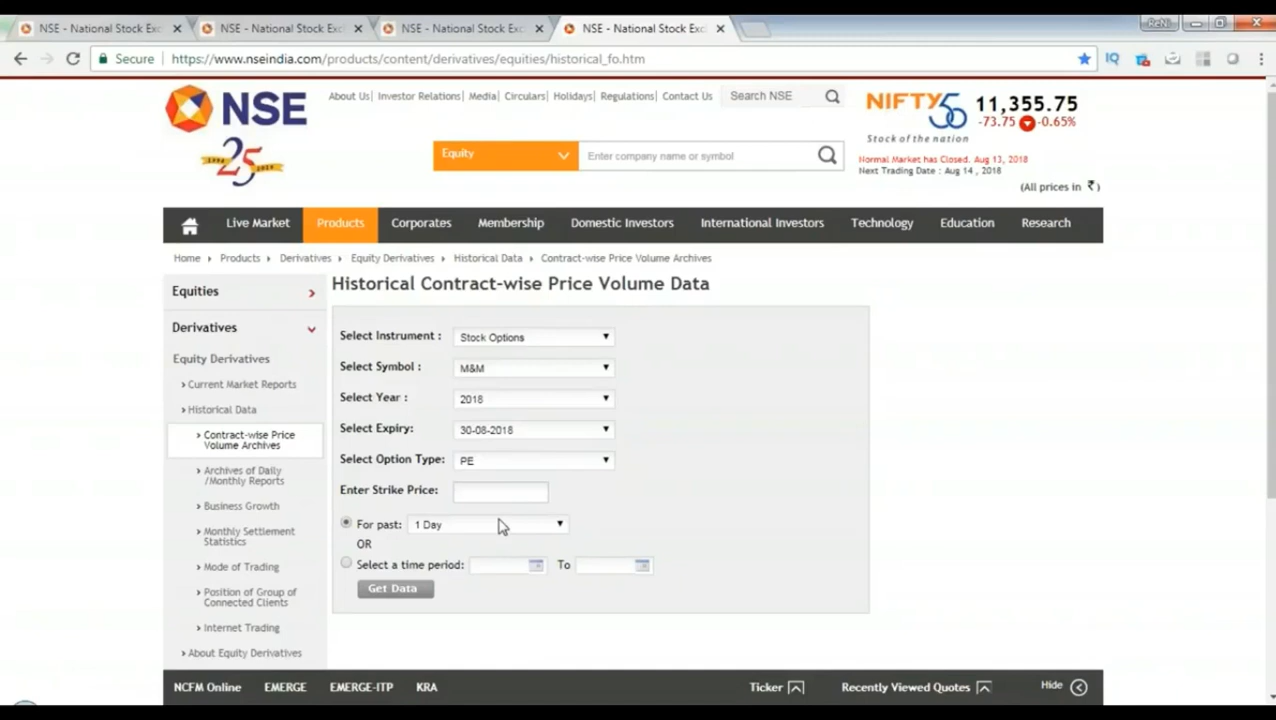 NSE - National Stock Exc
NSE - National Stock Exc
NSE - National Stock Exc
NSE - National Stock Exc
ReNi
Secure
https://www.nseindia.com/products/content/derivatives/equities/historical_fo.htm
IQ
NSE
25
About Us| Investor Relations| Media| Circulars| Holidays| Regulations| Contact Us
Search NSE
NIFTY50
Stock of the nation
11,355.75
-73.75 -0.65%
Equity
Enter company name or symbol
Normal Market has Closed. Aug 13, 2018
Next Trading Date : Aug 14 , 2018
(All prices in ₹ )
Live Market Products Corporates Membership Domestic Investors International Investors Technology Education Research
Home Products Derivatives Equity Derivatives Historical Data Contract-wise Price Volume Archives
Equities
Derivatives
Equity Derivatives
Current Market Reports
Historical Data
Contract-wise Price
Volume Archives
Archives of Daily
/Monthly Reports
Business Growth
Monthly Settlement
Statistics
Mode of Trading
Position of Group of
Connected Clients
Internet Trading
About Equity Derivatives
Historical Contract-wise Price Volume Data
Select Instrument : Stock Options
Select Symbol : M&M
Select Year : 2018
Select Expiry: 30-08-2018
Select Option Type: PE
Enter Strike Price:
For past: 1 Day
OR
Select a time period: To
Get Data
NCFM Online EMERGE EMERGE-ITP KRA
Ticker Recently Viewed Quotes Hide